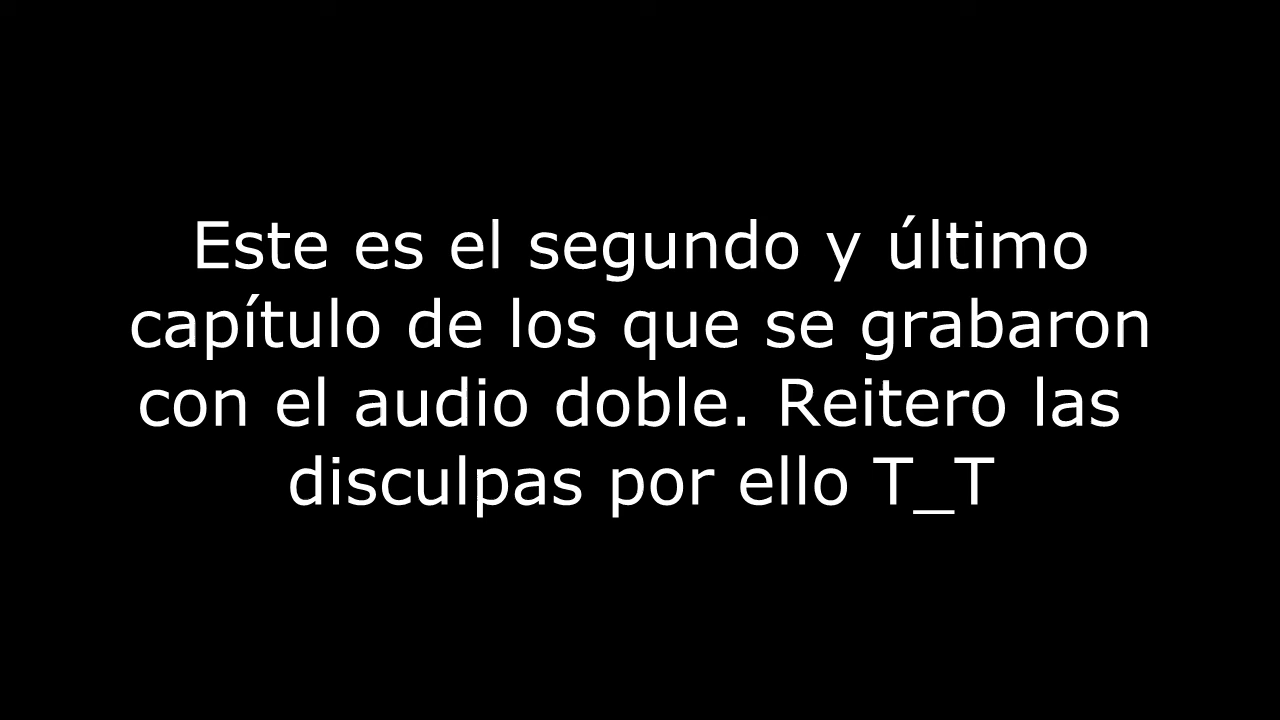 Este es el segundo y último
capítulo de los que se grabaron
con el audio doble. Reitero las
disculpas por ello T_T